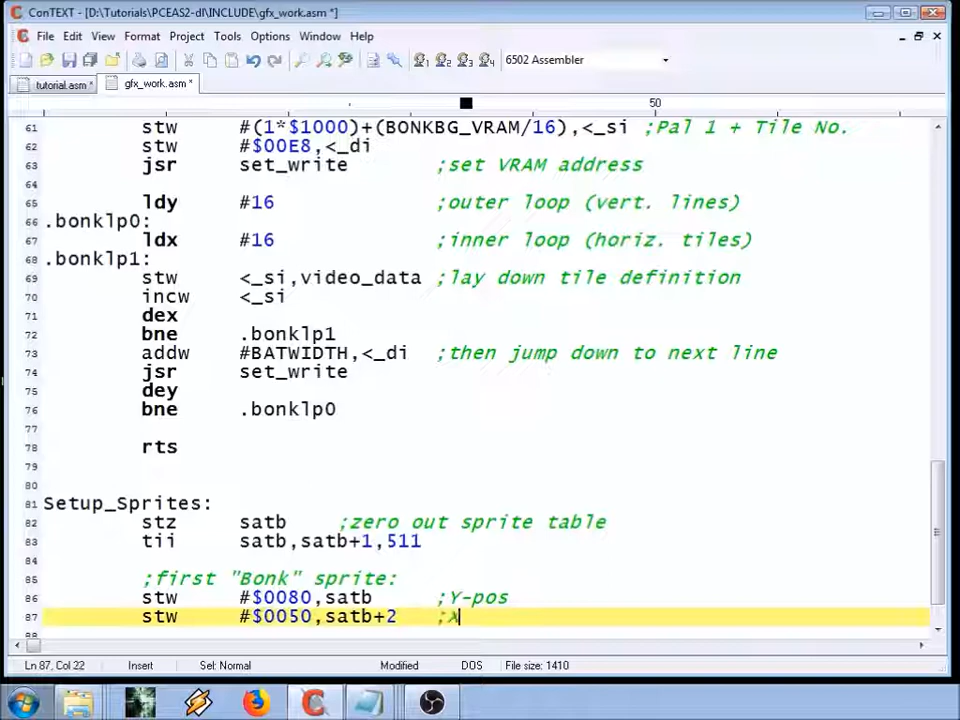 ConTEXT - [D:\Tutorials\PCEAS2-dl\INCLUDE\gfx_work.asm *]
File Edit View Format Project Tools Options Window Help
6502 Assembler
tutorial.asm * gfx_work.asm *
50
61 stw #(1*$1000)+(BONKBG_VRAM/16),<_si ;Pal 1 + Tile No.
62 stw #$00E8,<_di
63 jsr set_write ;set VRAM address
64
65 ldy #16 ;outer loop (vert. lines)
66 .bonklp0:
67 ldx #16 ;inner loop (horiz. tiles)
68 .bonklp1:
69 stw <_si,video_data ;lay down tile definition
70 incw <_si
71 dex
72 bne .bonklp1
73 addw #BATWIDTH,<_di ;then jump down to next line
74 jsr set_write
75 dey
76 bne .bonklp0
77
78 rts
79
80
81 Setup_Sprites:
82 stz satb ;zero out sprite table
83 tii satb,satb+1,511
84
85 ;first "Bonk" sprite:
86 stw #$0080,satb ;Y-pos
87 stw #$0050,satb+2 ;X
88
Ln 87, Col 22 Insert Sel: Normal Modified DOS File size: 1410